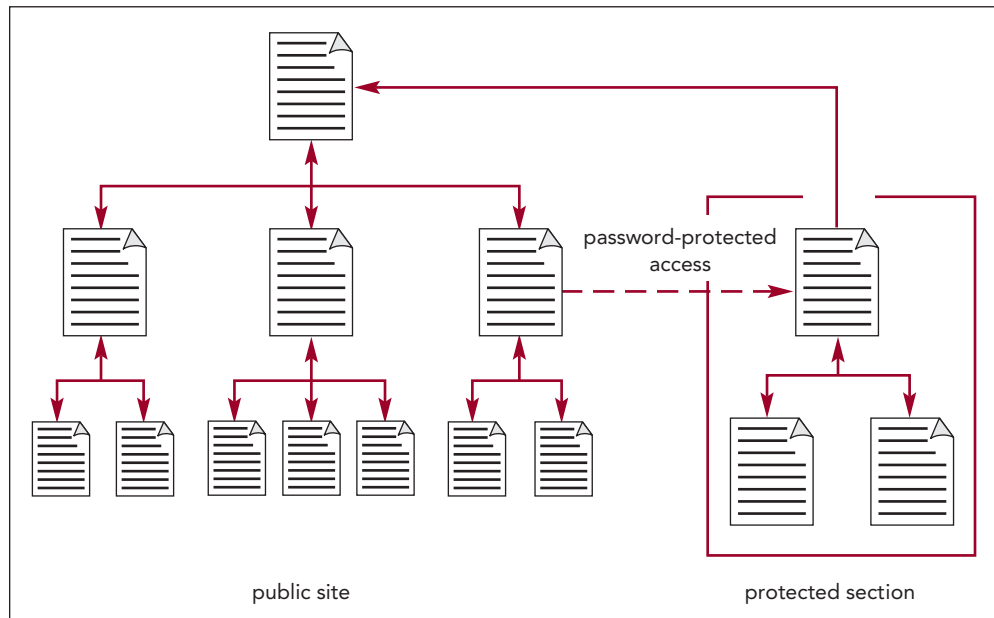 password-protected
access
public site
protected section